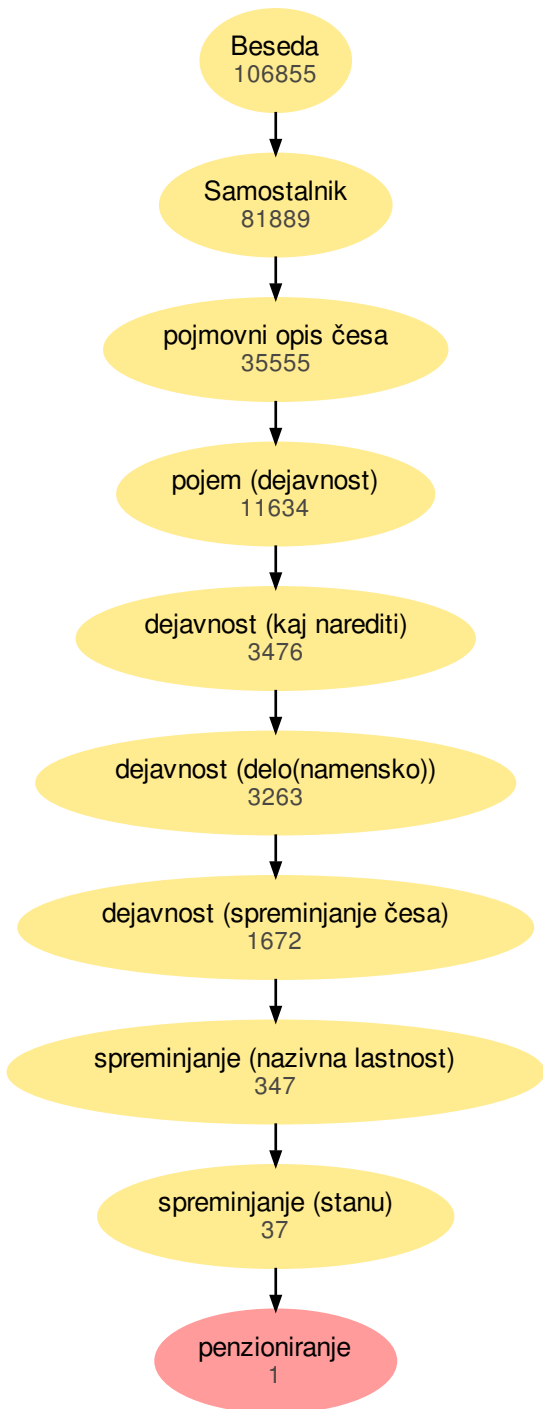 Beseda
106855
Samostalnik
81889
pojmovni opis česa
35555
pojem (dejavnost)
11634
dejavnost (kaj narediti)
3476
dejavnost (delo(namensko))
3263
dejavnost (spreminjanje česa)
1672
spreminjanje (nazivna lastnost)
347
spreminjanje (stanu)
37
penzioniranje
1